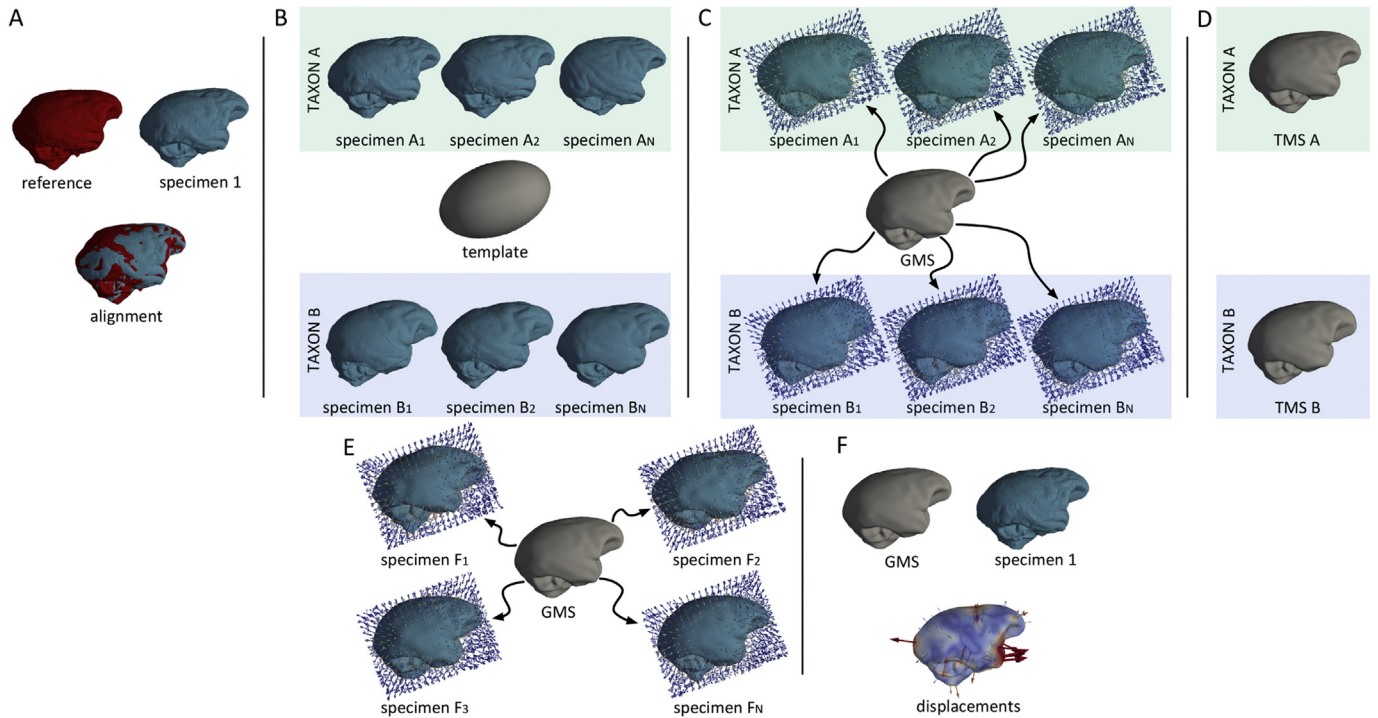 A
reference
specimen 1
alignment
B
TAXON A
specimen A1
specimen A2
specimen AN
template
TAXON B
specimen B1
specimen B2
specimen BN
C
TAXON A
specimen A1
specimen A2
specimen AN
GMS
TAXON B
specimen B1
specimen B2
specimen BN
D
TAXON A
TMS A
TAXON B
TMS B
E
specimen F1
specimen F2
GMS
specimen F3
specimen FN
F
GMS
specimen 1
displacements